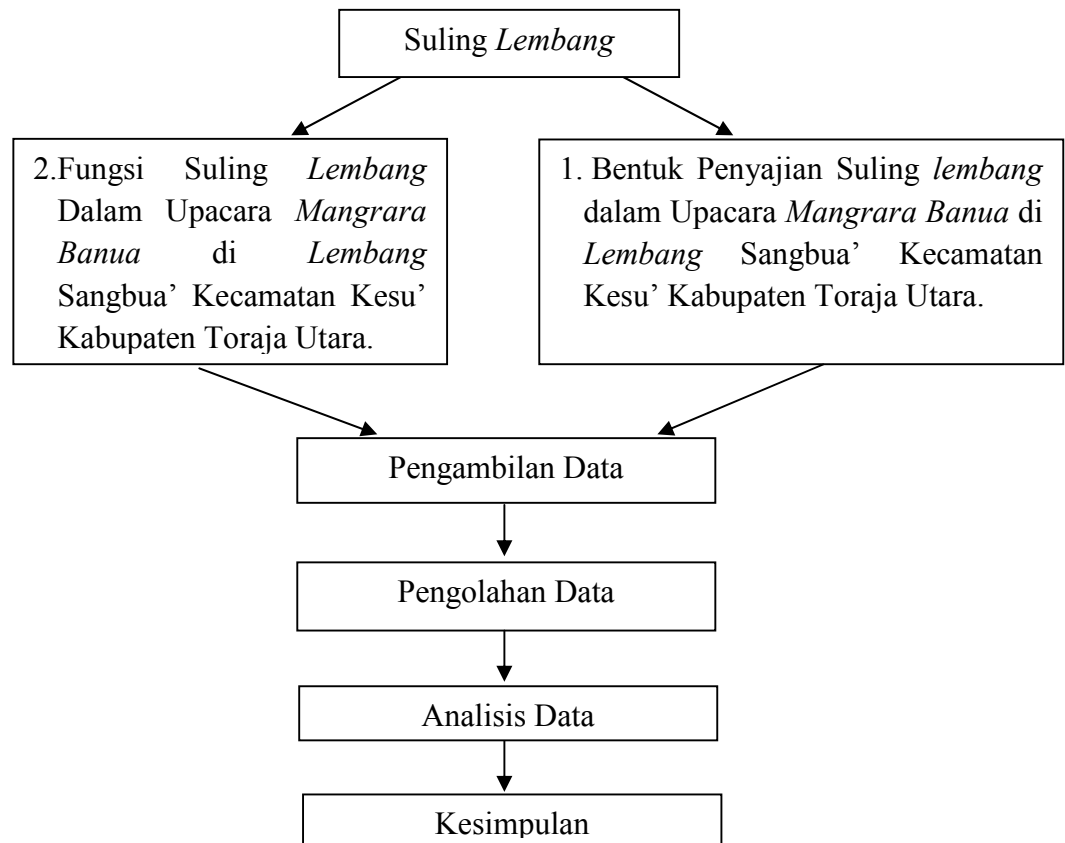 Suling Lembang
2.Fungsi Suling Lembang
Dalam Upacara Mangrara
Banua di Lembang
Sangbua’ Kecamatan Kesu’
Kabupaten Toraja Utara.
1. Bentuk Penyajian Suling lembang
dalam Upacara Mangrara Banua di
Lembang Sangbua’ Kecamatan
Kesu’ Kabupaten Toraja Utara.
Pengambilan Data
Pengolahan Data
Analisis Data
Kesimpulan